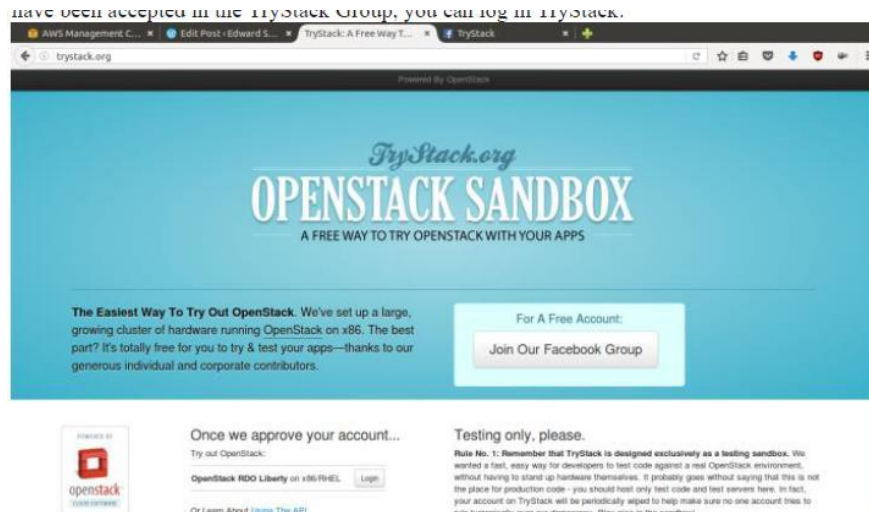 have been accepted in the TryStack Group, you can log in TryStack.
AWS Management C... Edit Post ‹ Edward S... TryStack: A Free Way T... TryStack
trystack.org
Powered By OpenStack
TryStack.org
OPENSTACK SANDBOX
A FREE WAY TO TRY OPENSTACK WITH YOUR APPS
The Easiest Way To Try Out OpenStack. We've set up a large,
growing cluster of hardware running OpenStack on x86. The best
part? It's totally free for you to try & test your apps—thanks to our
generous individual and corporate contributors.
For A Free Account:
Join Our Facebook Group
POWERED BY
openstack
CLOUD SOFTWARE
Once we approve your account...
Try out OpenStack:
OpenStack RDO Liberty on x86/RHEL Login
Or Learn About Using The API
Testing only, please.
Rule No. 1: Remember that TryStack is designed exclusively as a testing sandbox. We
wanted a fast, easy way for developers to test code against a real OpenStack environment,
without having to stand up hardware themselves. It probably goes without saying that this is not
the place for production code - you should host only test code and test servers here. In fact,
your account on TryStack will be periodically wiped to help make sure no one account tries to